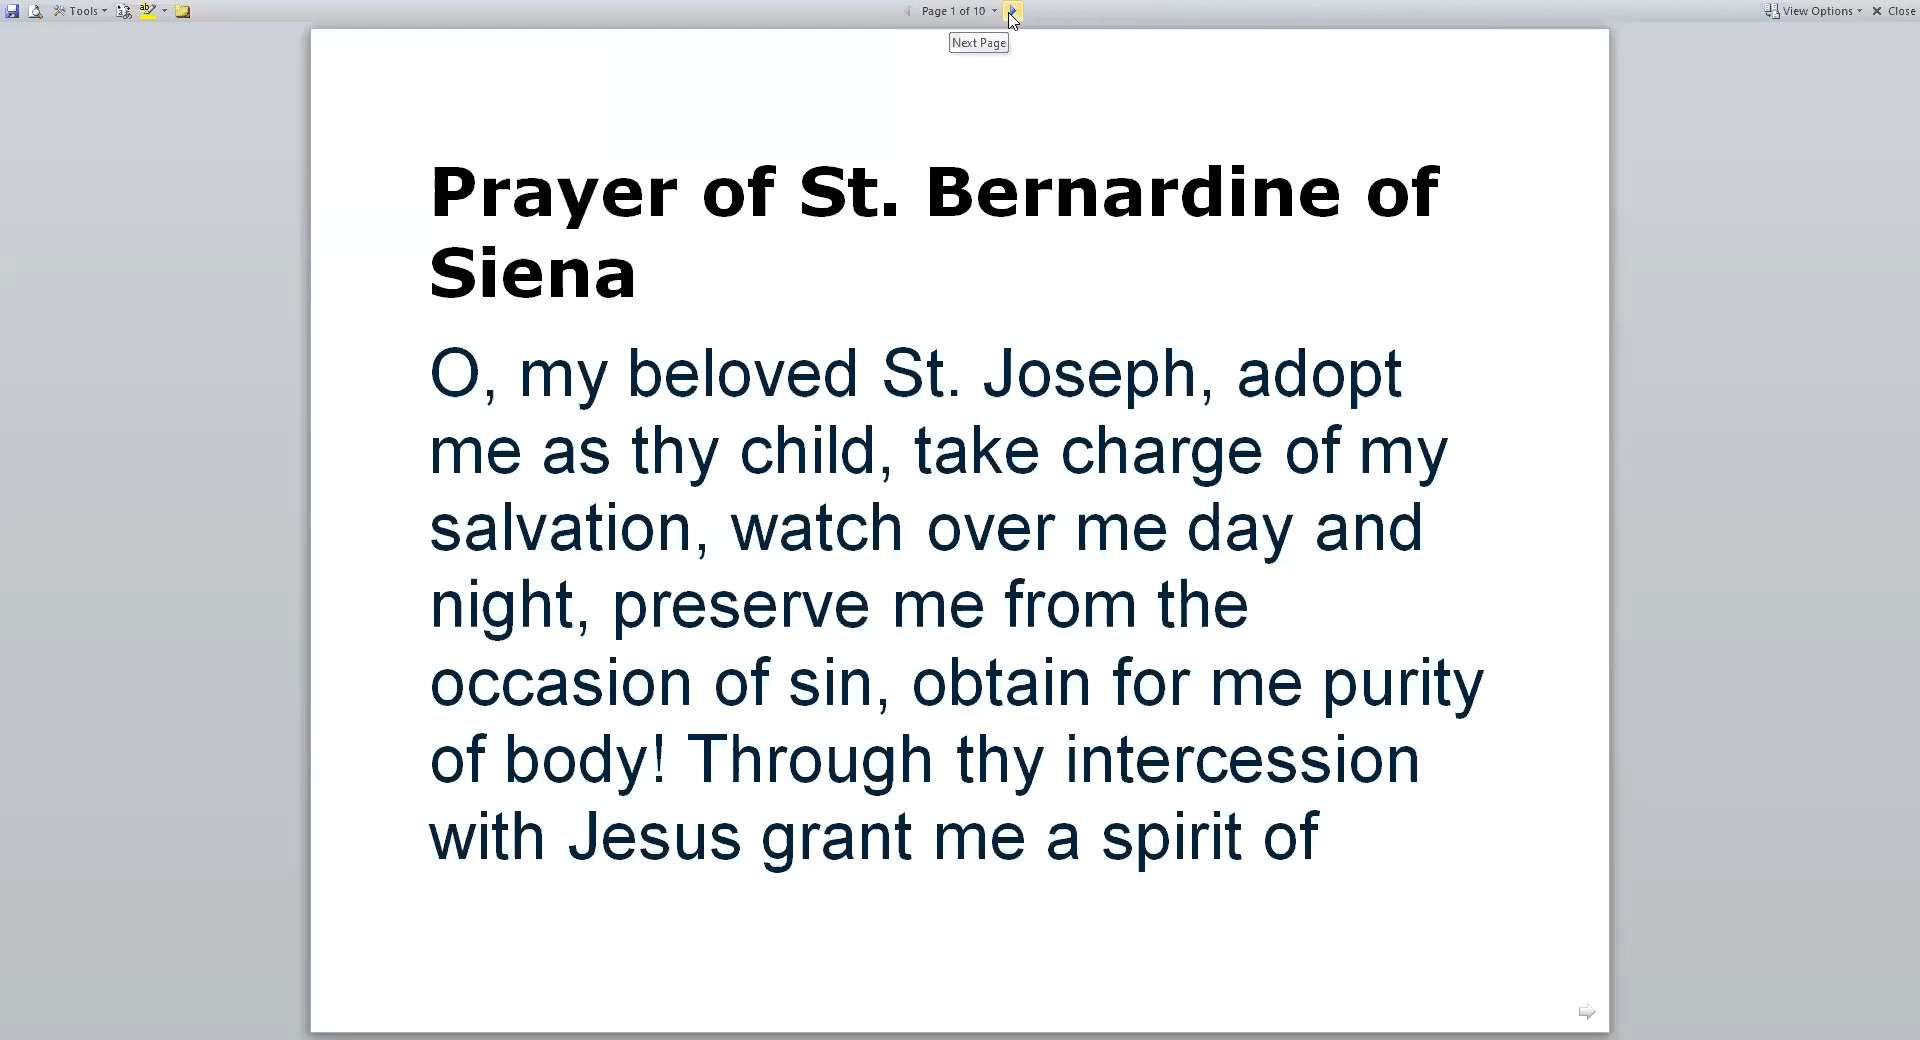 Tools
Page 1 of 10
View Options
Close
Next Page
Prayer of St. Bernardine of
Siena
O, my beloved St. Joseph, adopt
me as thy child, take charge of my
salvation, watch over me day and
night, preserve me from the
occasion of sin, obtain for me purity
of body! Through thy intercession
with Jesus grant me a spirit of